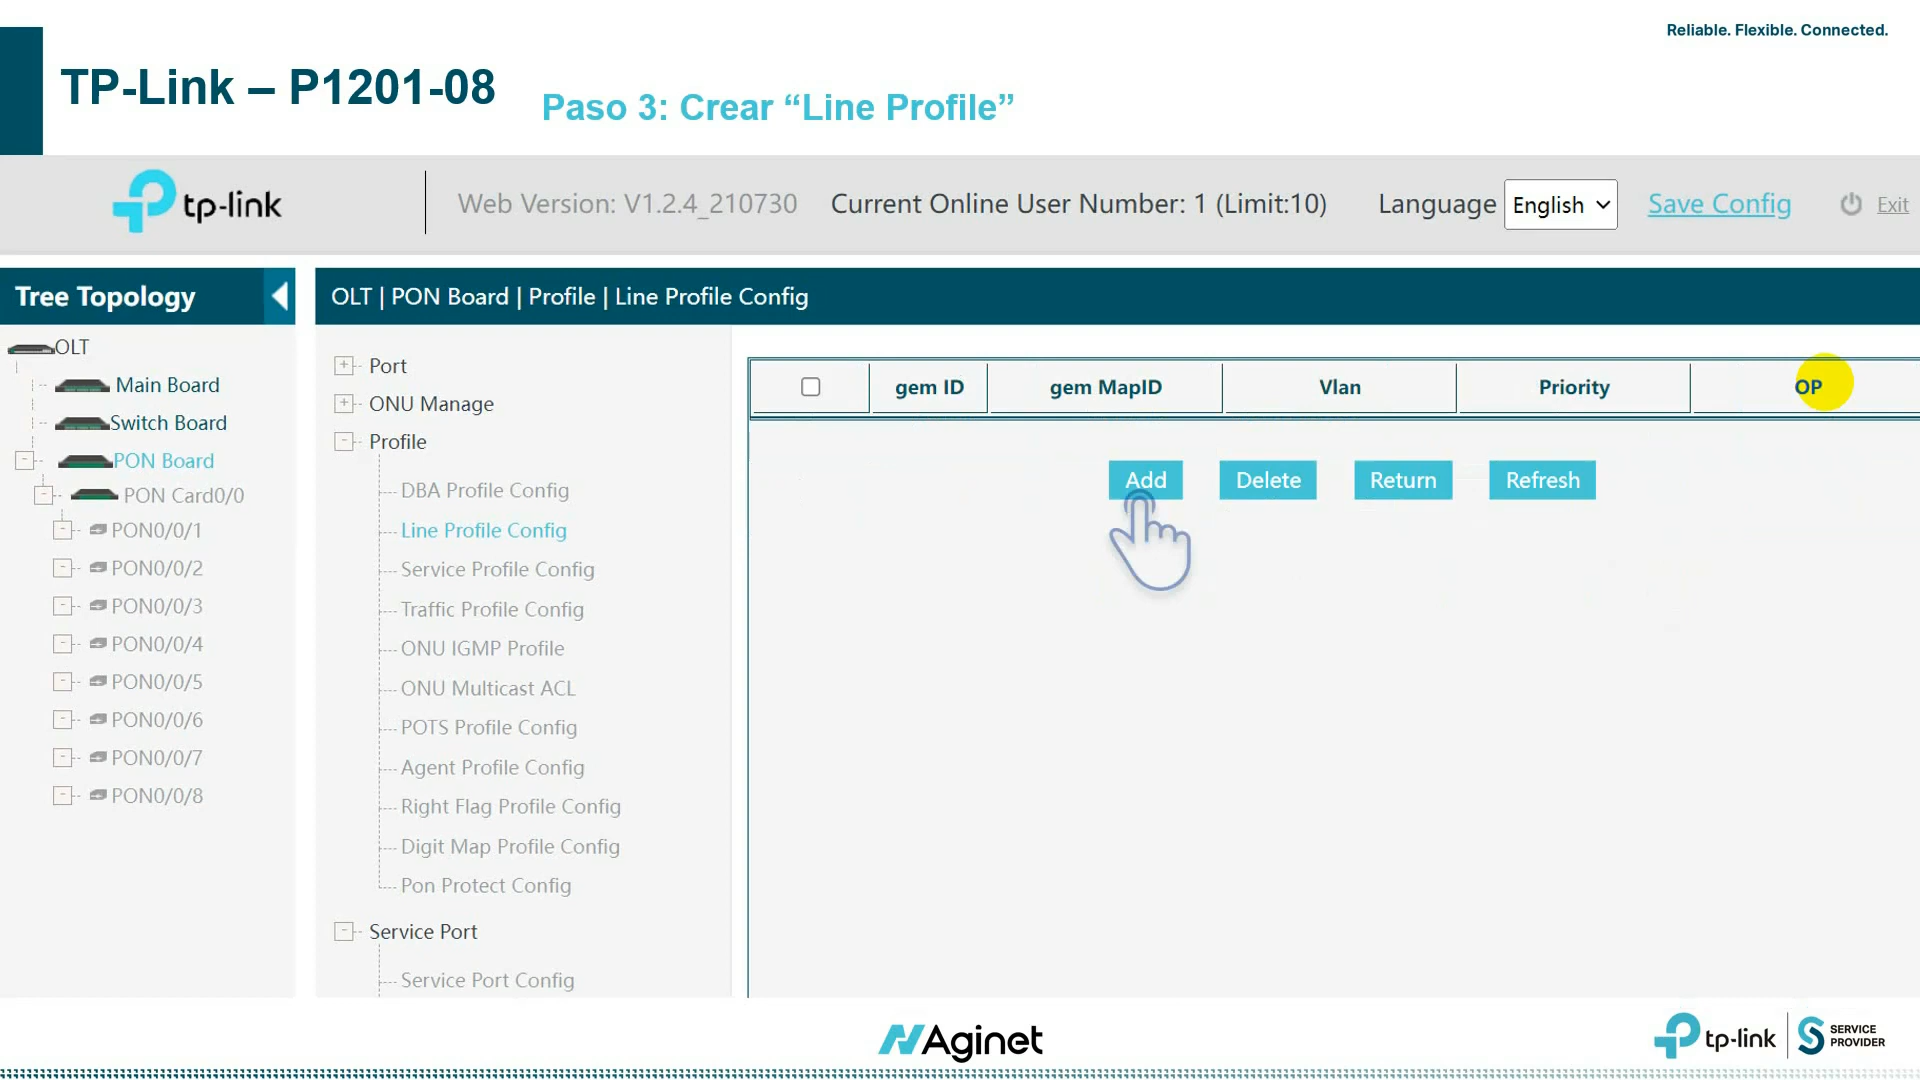 Reliable. Flexible. Connected.
TP-Link – P1201-08
Paso 3: Crear “Line Profile”
tp-link
Web Version: V1.2.4_210730
Current Online User Number: 1 (Limit:10)
Language
English
Save Config
Exit
Tree Topology
OLT | PON Board | Profile | Line Profile Config
OLT
Main Board
Switch Board
PON Board
PON Card0/0
PON0/0/1
PON0/0/2
PON0/0/3
PON0/0/4
PON0/0/5
PON0/0/6
PON0/0/7
PON0/0/8
Port
ONU Manage
Profile
DBA Profile Config
Line Profile Config
Service Profile Config
Traffic Profile Config
ONU IGMP Profile
ONU Multicast ACL
POTS Profile Config
Agent Profile Config
Right Flag Profile Config
Digit Map Profile Config
Pon Protect Config
Service Port
Service Port Config
gem ID
gem MapID
Vlan
Priority
OP
Add
Delete
Return
Refresh
Aginet
tp-link
SERVICE
PROVIDER